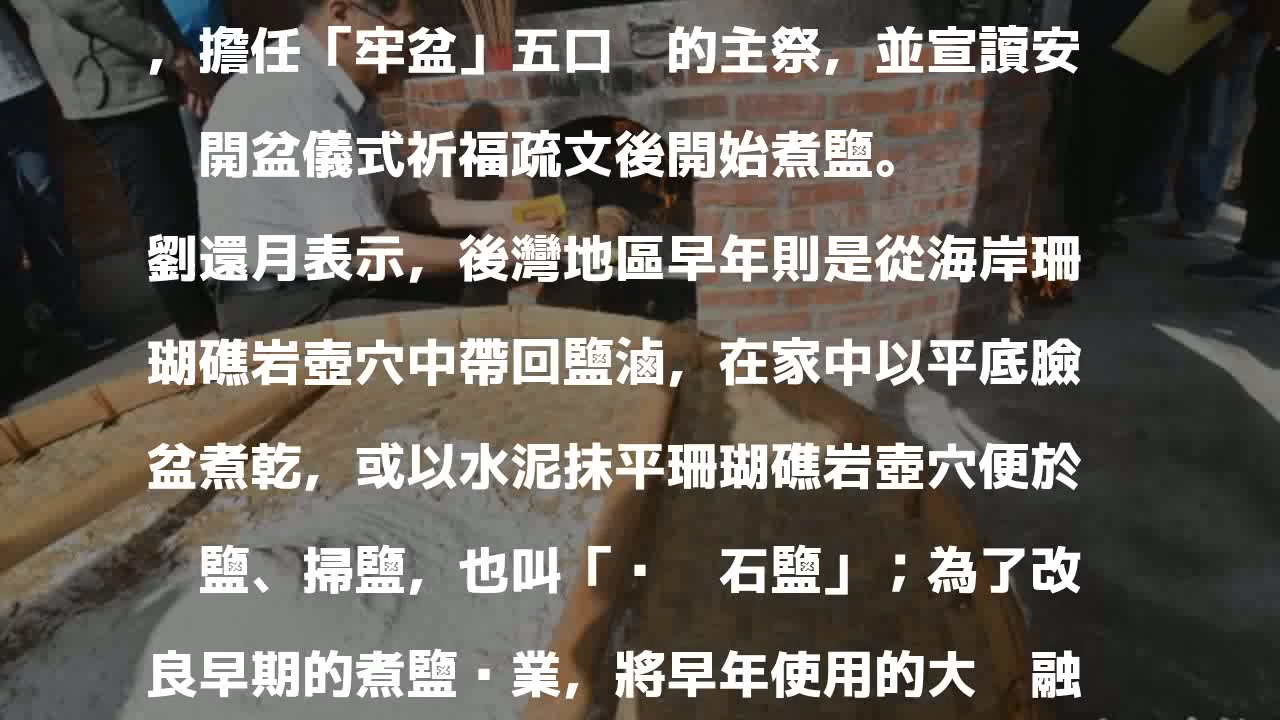 ，擔任「牢盆」五口　的主祭，並宣讀安
開盆儀式祈福疏文後開始煮鹽。
劉還月表示，後灣地區早年則是從海岸珊
瑚礁岩壺穴中帶回鹽滷，在家中以平底臉
盆煮乾，或以水泥抹平珊瑚礁岩壺穴便於
鹽、掃鹽，也叫「·　石鹽」；為了改
良早期的煮鹽·業，將早年使用的大　融